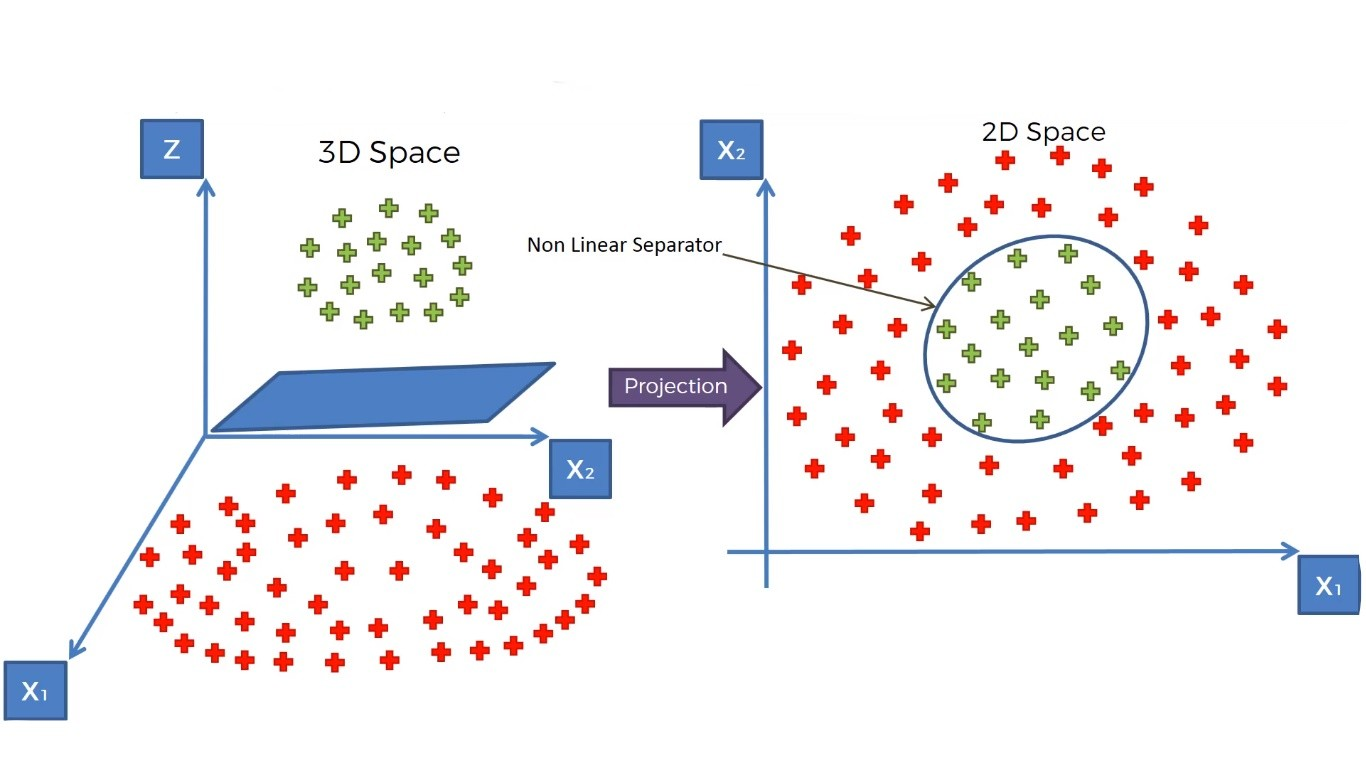 Z
3D Space
X₂
2D Space
Non Linear Separator
Projection
X₂
X₁
X₁